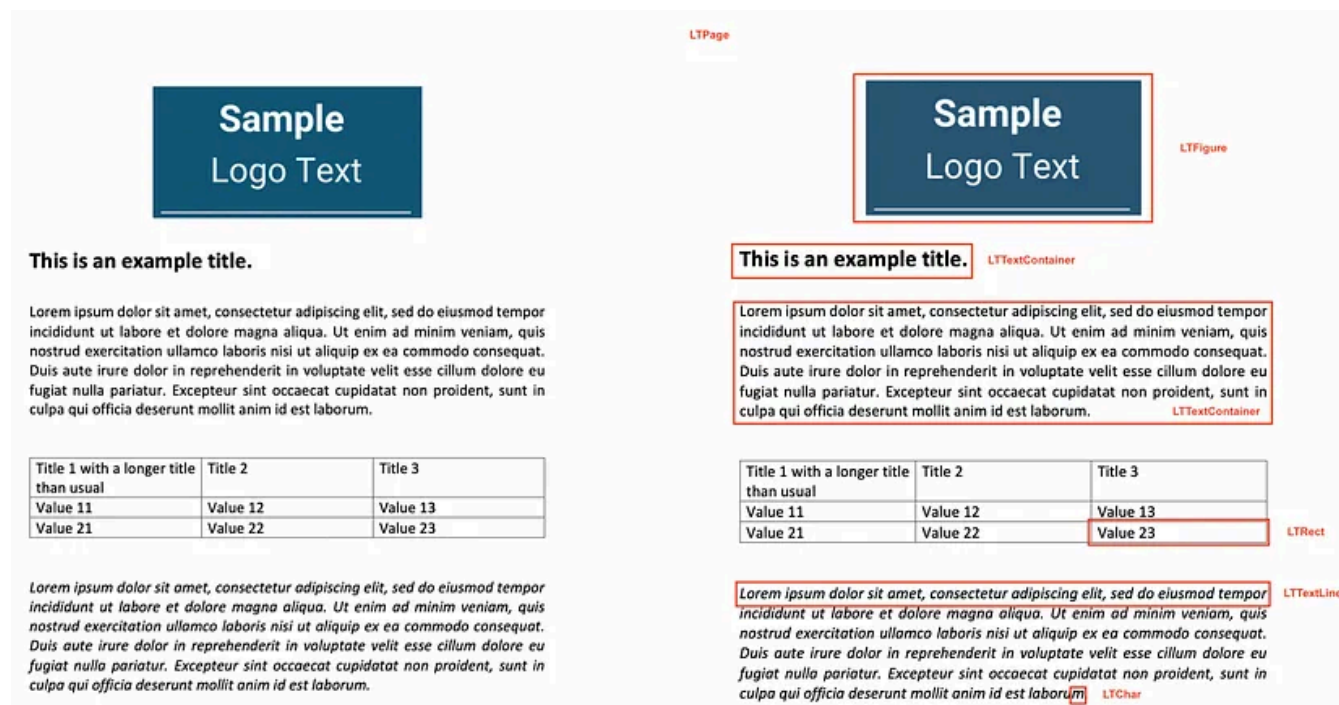 Sample
Logo Text
This is an example title.
Lorem ipsum dolor sit amet, consectetur adipiscing elit, sed do eiusmod tempor
incididunt ut labore et dolore magna aliqua. Ut enim ad minim veniam, quis
nostrud exercitation ullamco laboris nisi ut aliquip ex ea commodo consequat.
Duis aute irure dolor in reprehenderit in voluptate velit esse cillum dolore eu
fugiat nulla pariatur. Excepteur sint occaecat cupidatat non proident, sunt in
culpa qui officia deserunt mollit anim id est laborum.
Title 1 with a longer title than usual Title 2 Title 3
Value 11 Value 12 Value 13
Value 21 Value 22 Value 23
Lorem ipsum dolor sit amet, consectetur adipiscing elit, sed do eiusmod tempor
incididunt ut labore et dolore magna aliqua. Ut enim ad minim veniam, quis
nostrud exercitation ullamco laboris nisi ut aliquip ex ea commodo consequat.
Duis aute irure dolor in reprehenderit in voluptate velit esse cillum dolore eu
fugiat nulla pariatur. Excepteur sint occaecat cupidatat non proident, sunt in
culpa qui officia deserunt mollit anim id est laborum.
LTPage
Sample
Logo Text
LTFigure
This is an example title. LTTextContainer
Lorem ipsum dolor sit amet, consectetur adipiscing elit, sed do eiusmod tempor
incididunt ut labore et dolore magna aliqua. Ut enim ad minim veniam, quis
nostrud exercitation ullamco laboris nisi ut aliquip ex ea commodo consequat.
Duis aute irure dolor in reprehenderit in voluptate velit esse cillum dolore eu
fugiat nulla pariatur. Excepteur sint occaecat cupidatat non proident, sunt in
culpa qui officia deserunt mollit anim id est laborum. LTTextContainer
Title 1 with a longer title than usual Title 2 Title 3
Value 11 Value 12 Value 13
Value 21 Value 22 Value 23 LTRect
Lorem ipsum dolor sit amet, consectetur adipiscing elit, sed do eiusmod tempor LTTextLine
incididunt ut labore et dolore magna aliqua. Ut enim ad minim veniam, quis
nostrud exercitation ullamco laboris nisi ut aliquip ex ea commodo consequat.
Duis aute irure dolor in reprehenderit in voluptate velit esse cillum dolore eu
fugiat nulla pariatur. Excepteur sint occaecat cupidatat non proident, sunt in
culpa qui officia deserunt mollit anim id est laborum LTChar